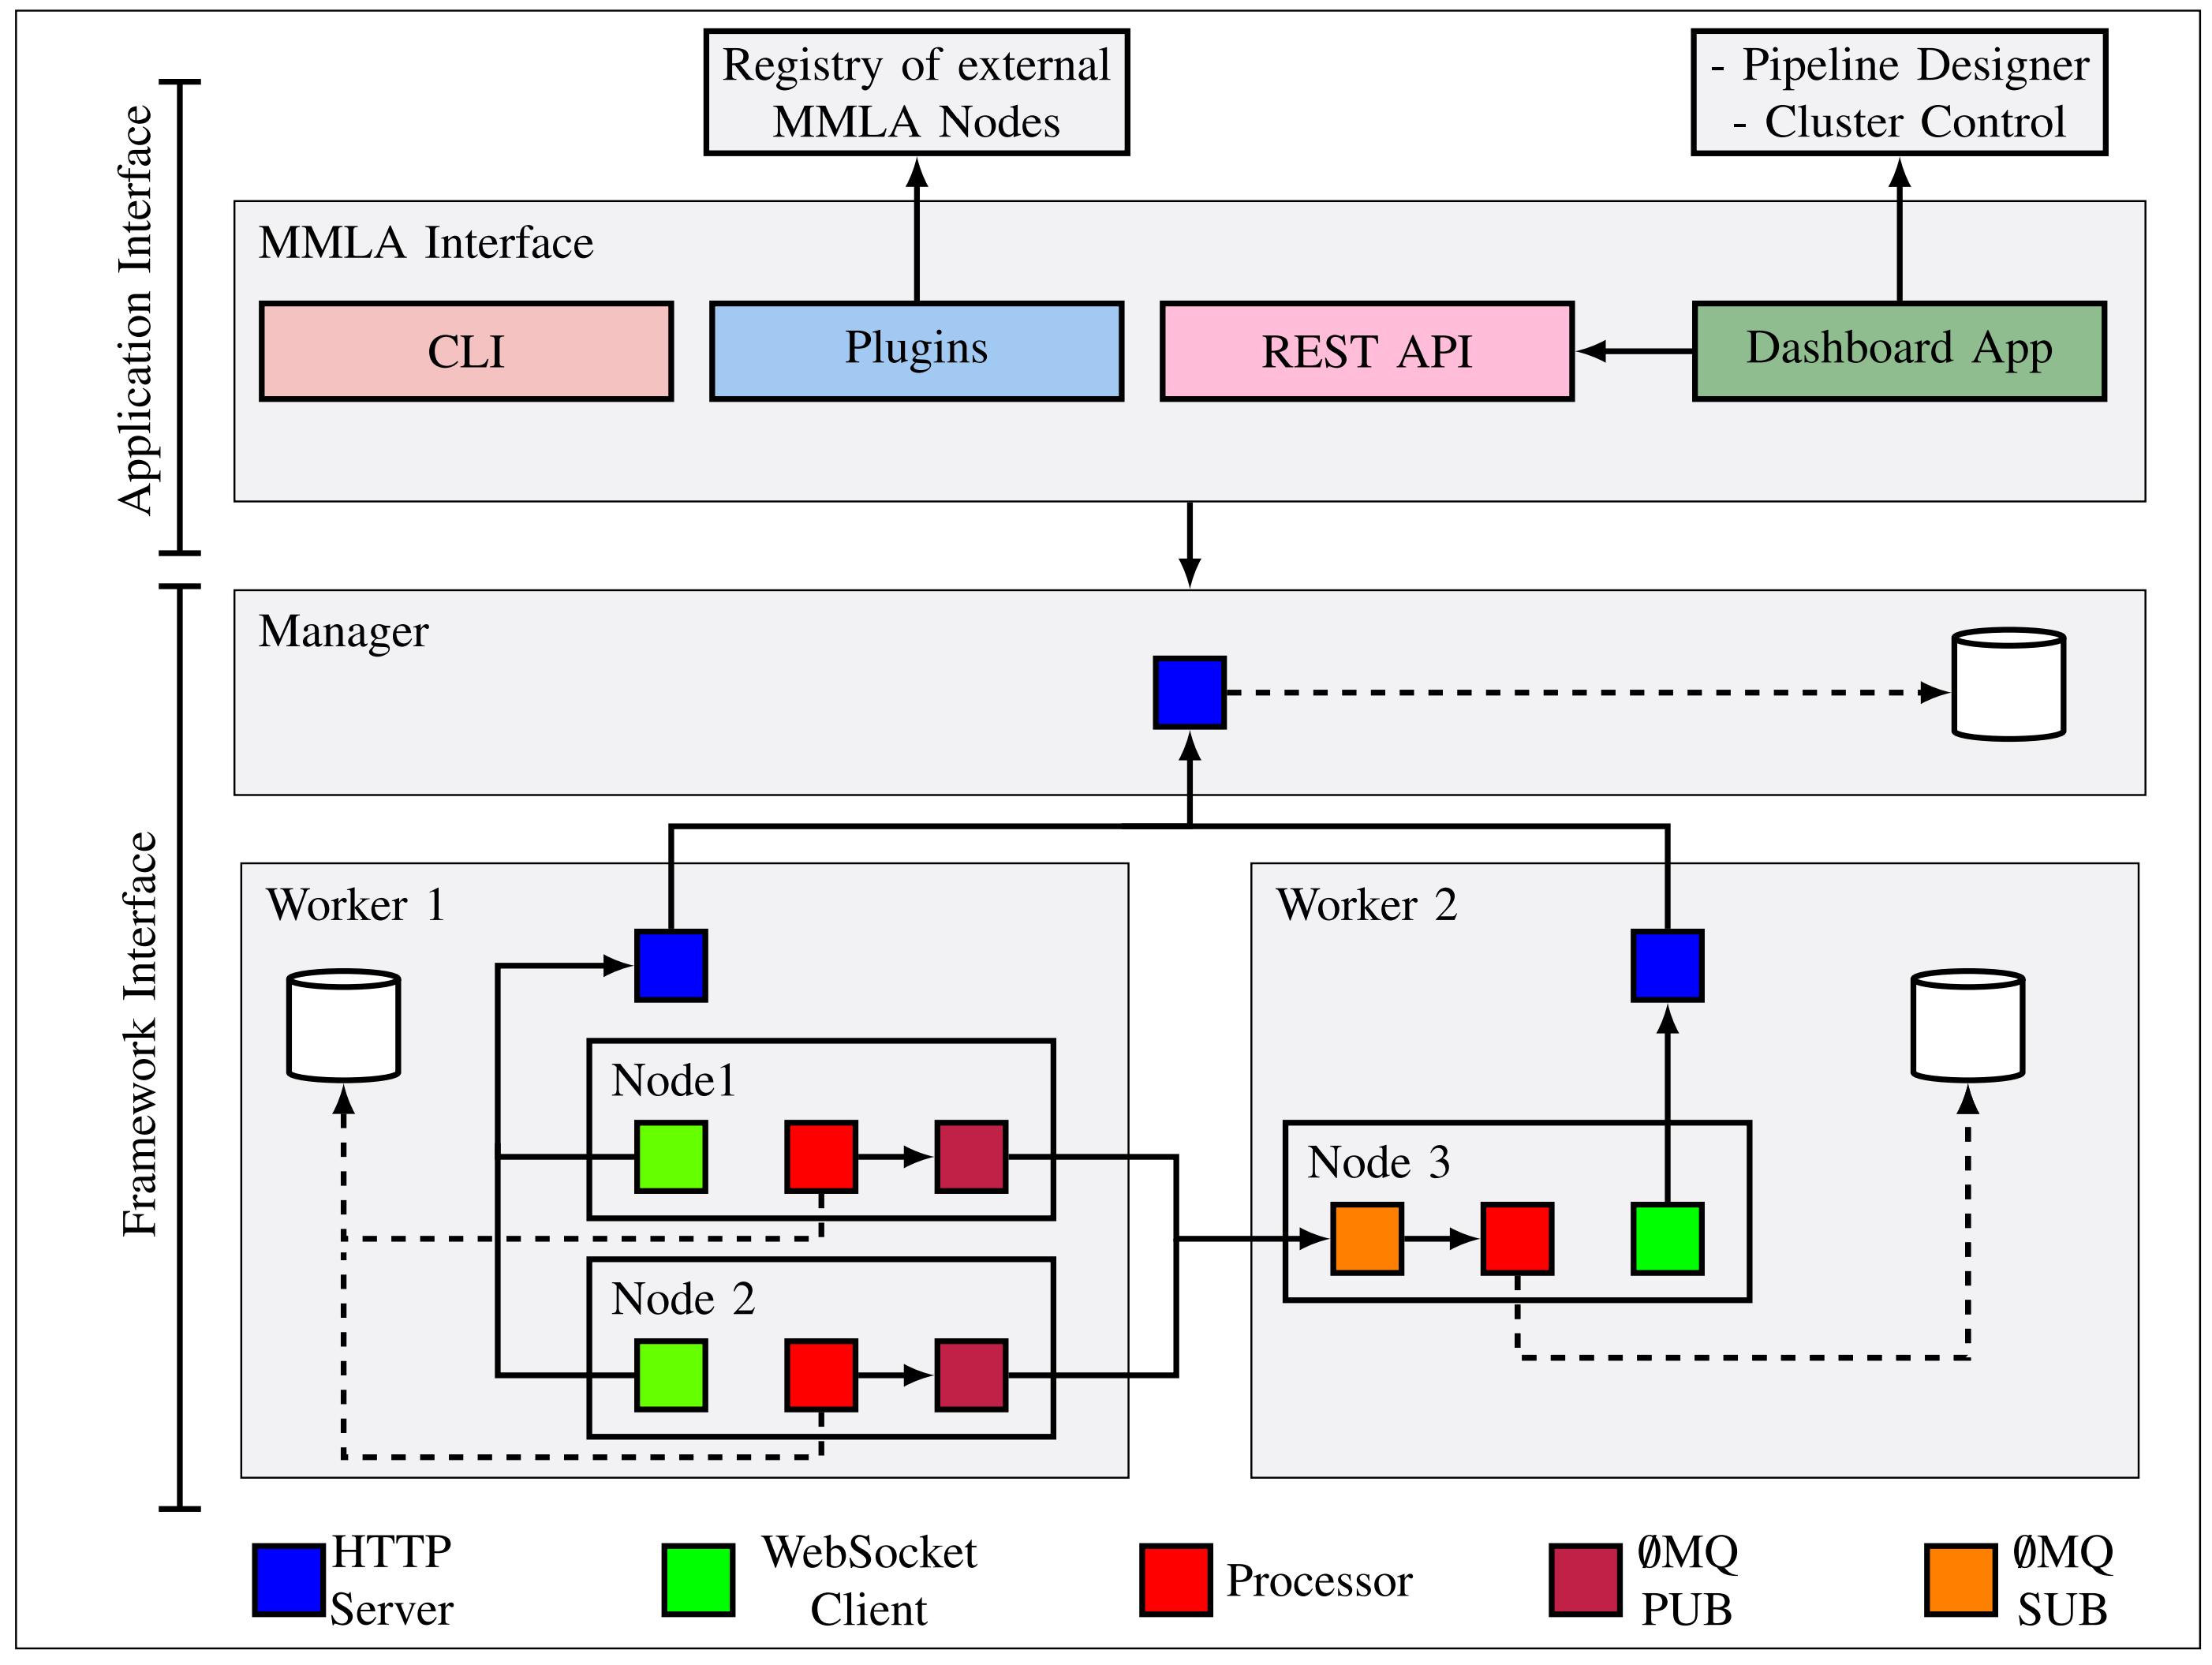 Registry of external
MMLA Nodes
- Pipeline Designer
- Cluster Control
Application Interface
MMLA Interface
CLI
Plugins
REST API
Dashboard App
Framework Interface
Manager
Worker 1
Node1
Node 2
Worker 2
Node 3
HTTP
Server
WebSocket
Client
Processor
∅MQ
PUB
∅MQ
SUB